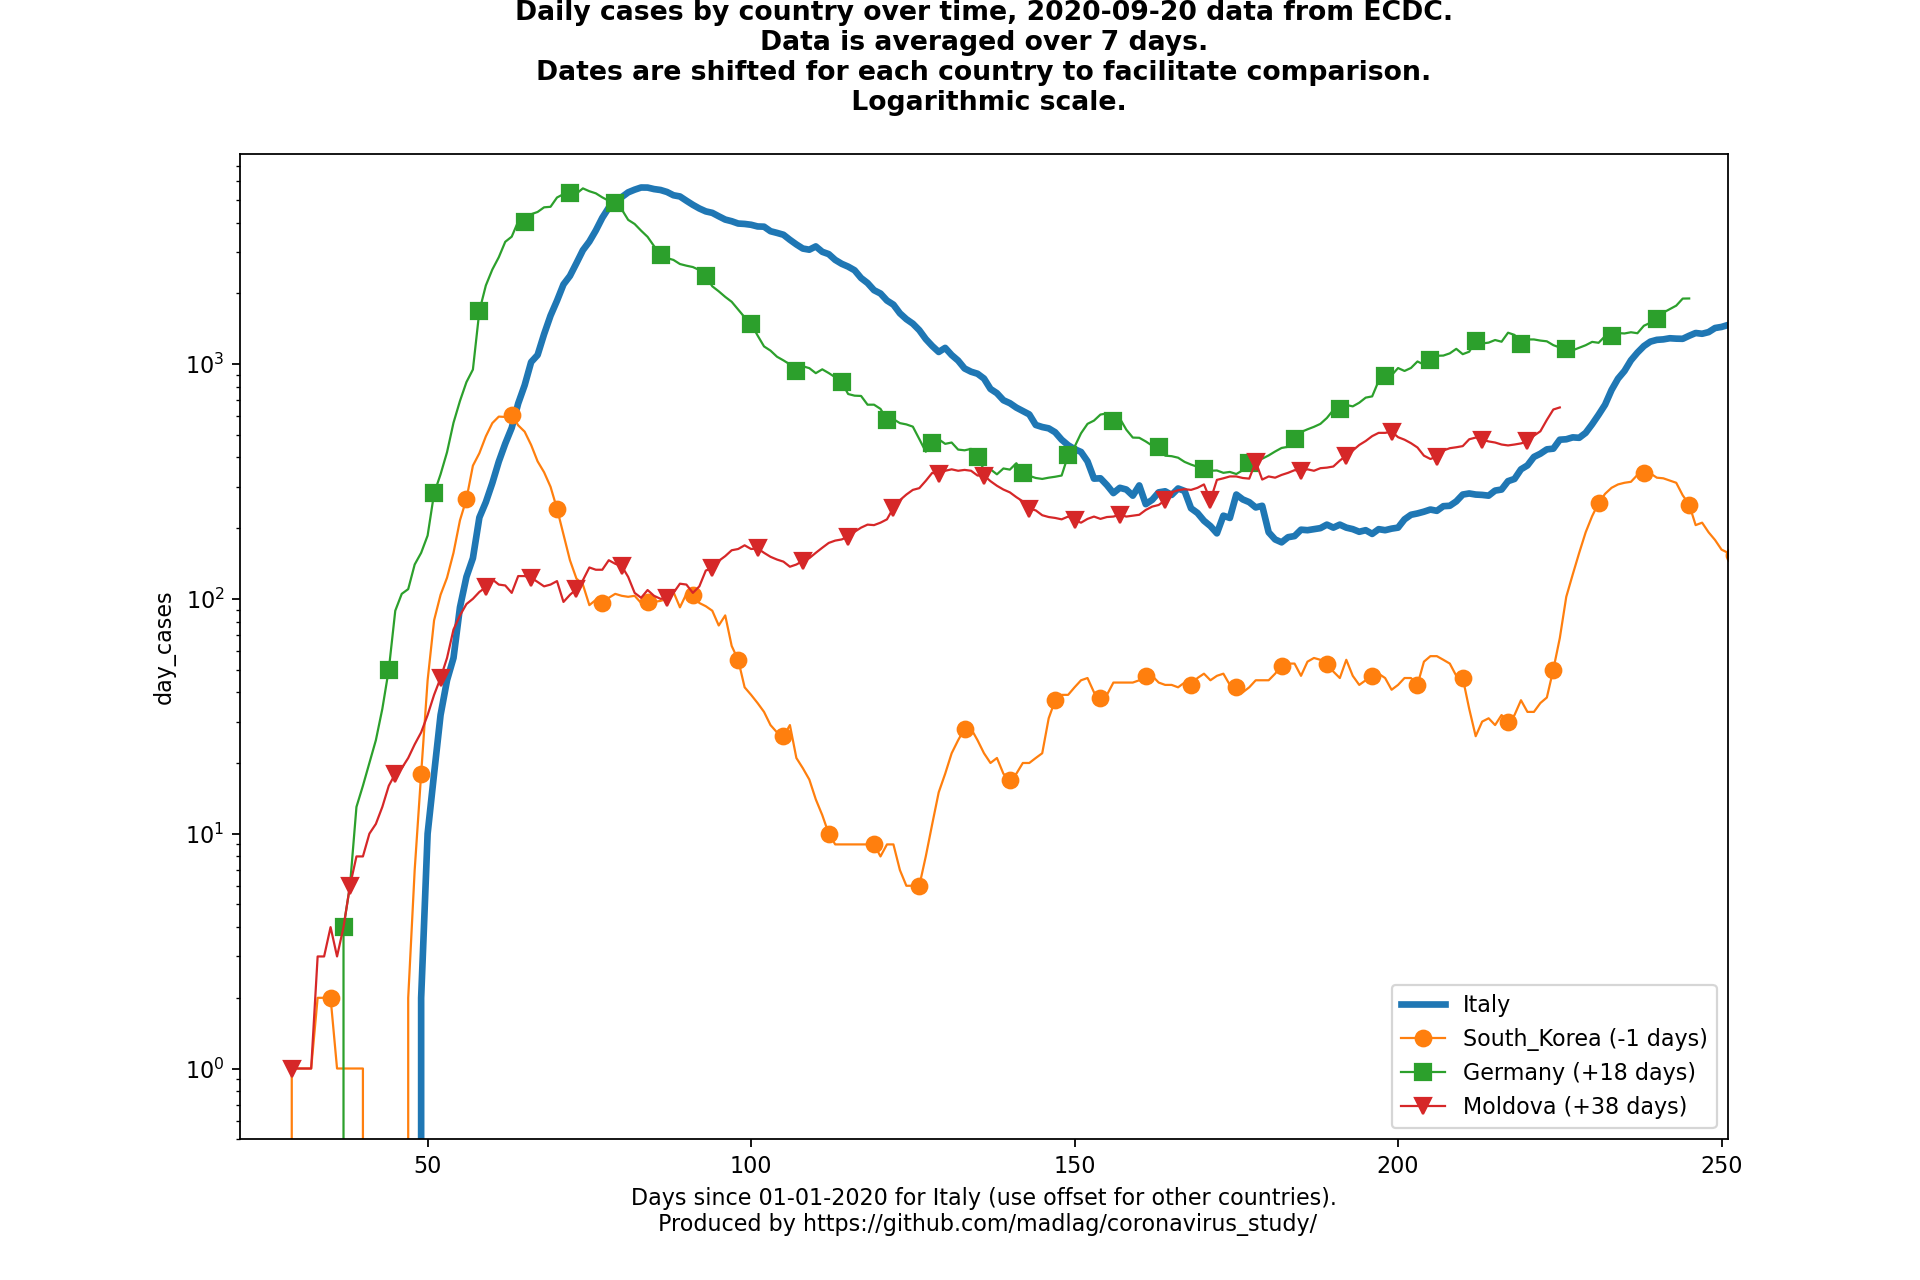 Daily cases by country over time, 2020-09-20 data from ECDC.
Data is averaged over 7 days.
Dates are shifted for each country to facilitate comparison.
Logarithmic scale.
day_cases
10³
10²
10¹
10⁰
50
100
150
200
250
Italy
South_Korea (-1 days)
Germany (+18 days)
Moldova (+38 days)
Days since 01-01-2020 for Italy (use offset for other countries).
Produced by https://github.com/madlag/coronavirus_study/